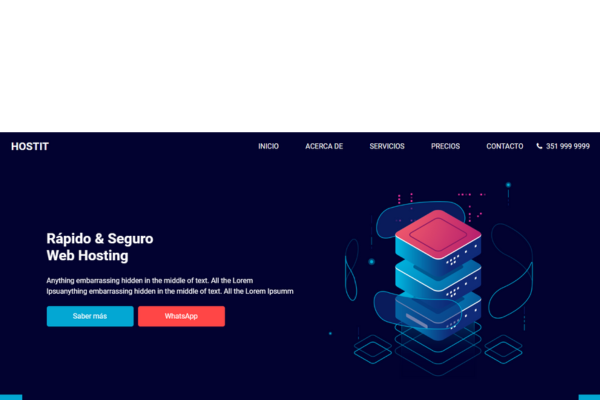 HOSTIT
INICIO
ACERCA DE
SERVICIOS
PRECIOS
CONTACTO
351 999 9999
Rápido & Seguro
Web Hosting
Anything embarrassing hidden in the middle of text. All the Lorem
Ipsuanything embarrassing hidden in the middle of text. All the Lorem Ipsumm
Saber más
WhatsApp